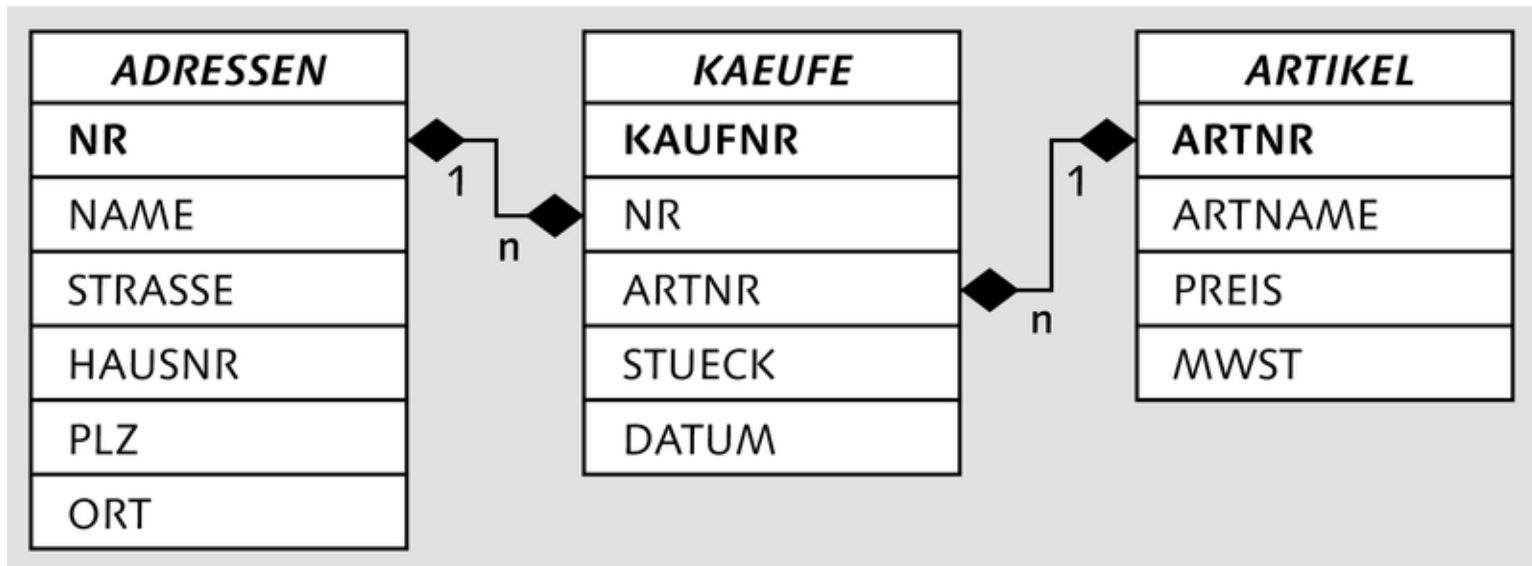 ADRESSEN
NR
NAME
STRASSE
HAUSNR
PLZ
ORT
1
n
KAEUFE
KAUFNR
NR
ARTNR
STUECK
DATUM
1
n
ARTIKEL
ARTNR
ARTNAME
PREIS
MWST